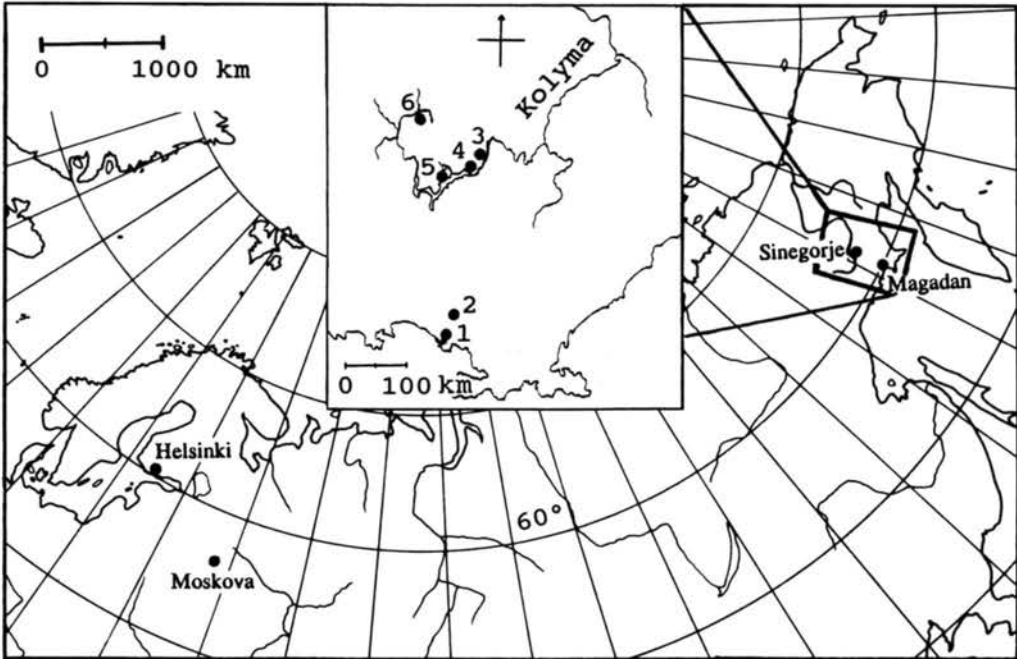 0 1000 km
Kolyma
6
3
4
5
2
1
0 100 km
Sinegorje
Magadan
Helsinki
60°
Moskova